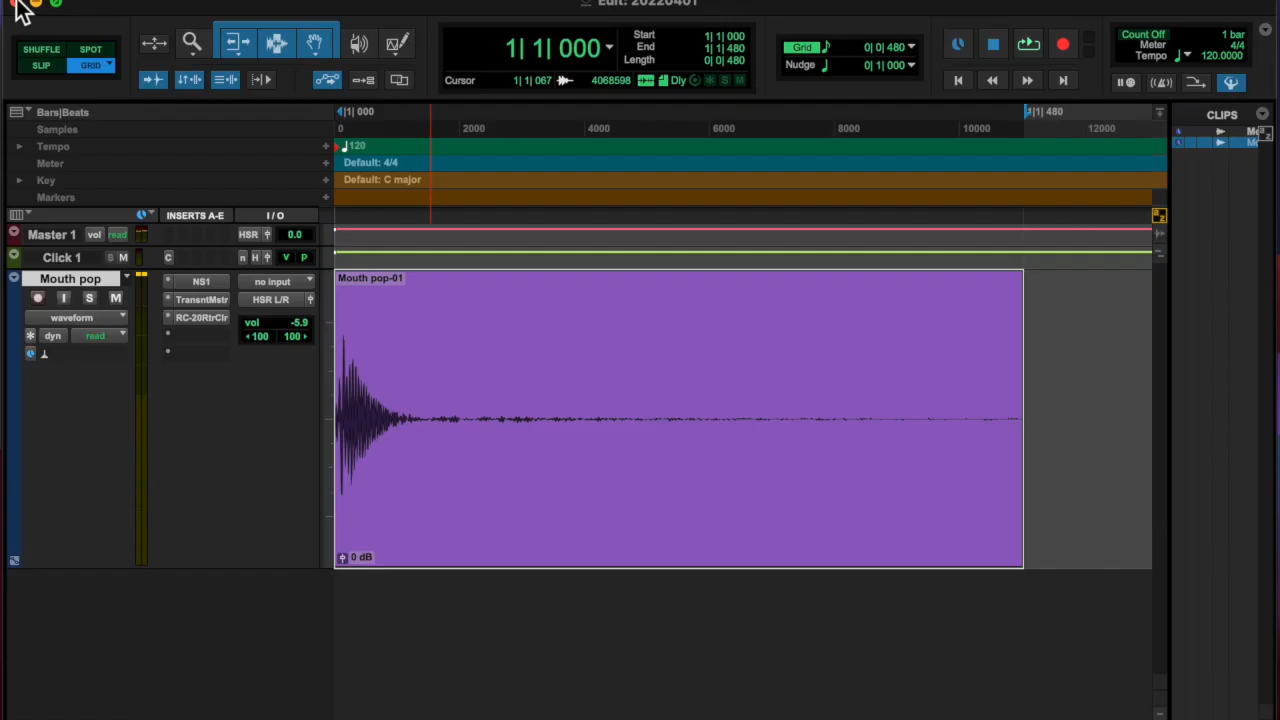 Edit: 20220401
SHUFFLE SPOT
SLIP GRID
1| 1| 000
Start 1| 1| 000
End 1| 1| 480
Length 0| 0| 480
Cursor 1| 1| 067 4068598 Dly S M
Grid 0| 0| 480
Nudge 0| 1| 000
Count Off 1 bar
Meter 4/4
Tempo 120.0000
Bars|Beats 1| 000 1| 480
Samples 0 2000 4000 6000 8000 10000 12000
Tempo 120
Meter Default: 4/4
Key Default: C major
Markers
CLIPS
INSERTS A-E I / O
Master 1 vol read HSR 0.0
Click 1 S M C n H V P
Mouth pop NS1 no input
I S M TransntMstr HSR L/R
waveform RC-20RtrClr vol -5.9
dyn read 100 100
Mouth pop-01
0 dB